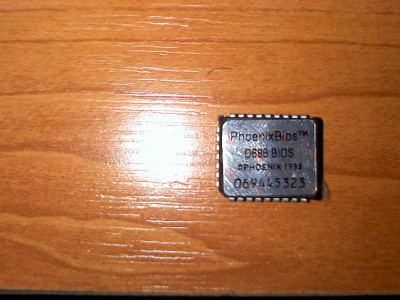 PhoenixBios™
D686 BIOS
©PHOENIX 1998
069445323